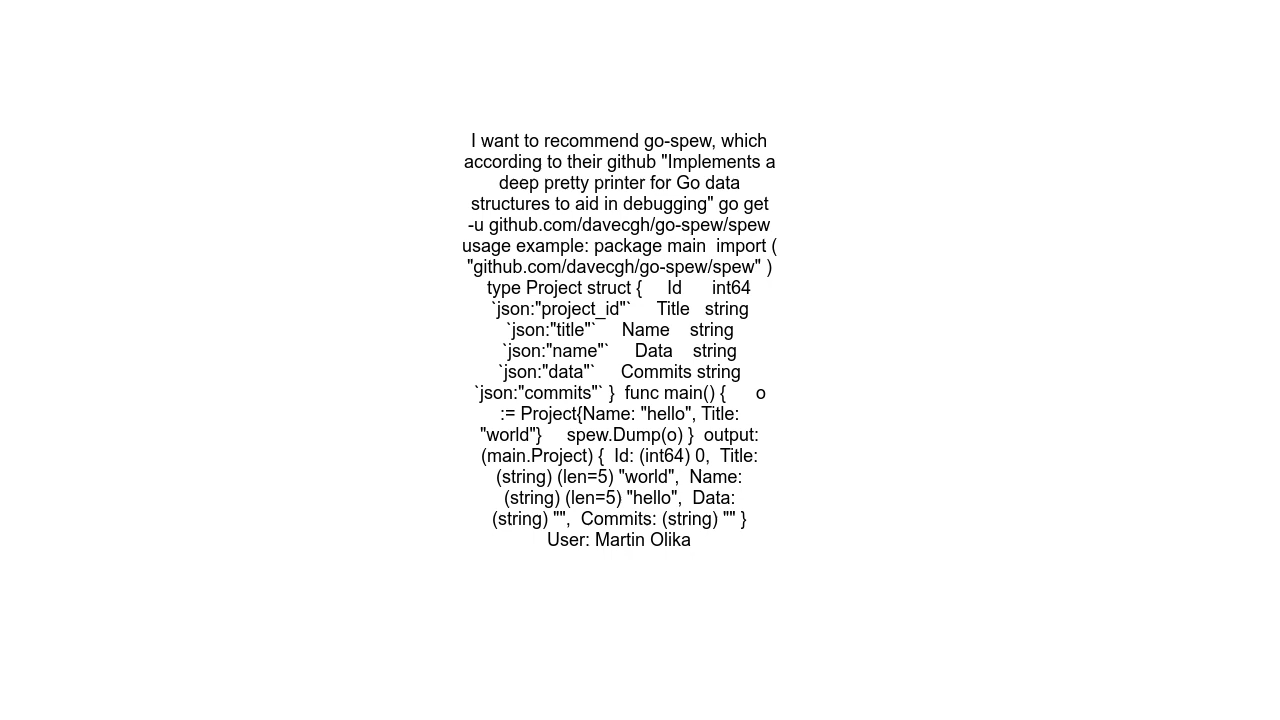 I want to recommend go-spew, which
according to their github "Implements a
deep pretty printer for Go data
structures to aid in debugging" go get
-u github.com/davecgh/go-spew/spew
usage example: package main  import (
"github.com/davecgh/go-spew/spew" )
type Project struct {     Id      int64
`json:"project_id"`     Title   string
`json:"title"`     Name    string
`json:"name"`     Data    string
`json:"data"`     Commits string
`json:"commits"` }  func main() {      o
:= Project{Name: "hello", Title:
"world"}     spew.Dump(o) }  output:
(main.Project) {  Id: (int64) 0,  Title:
(string) (len=5) "world",  Name:
(string) (len=5) "hello",  Data:
(string) "",  Commits: (string) "" }
User: Martin Olika